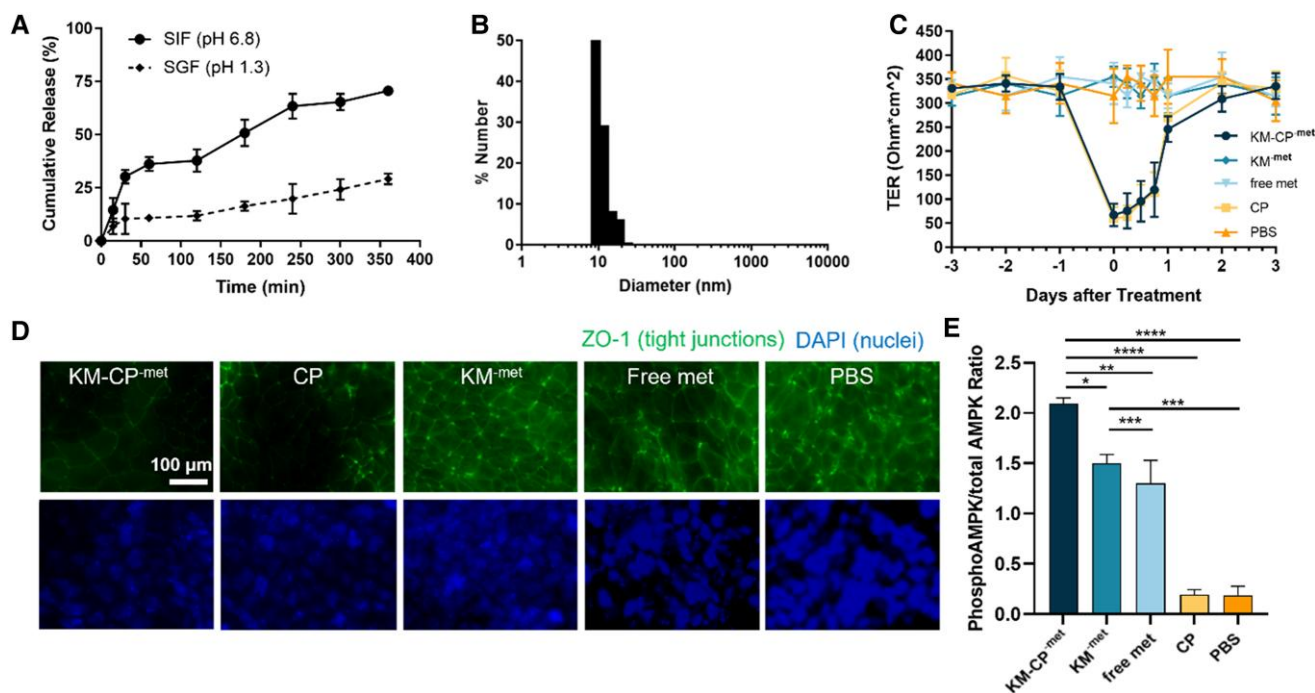 A
SIF (pH 6.8)
SGF (pH 1.3)
Cumulative Release (%)
100
75
50
25
0
0 50 100 150 200 250 300 350 400
Time (min)
B
% Number
50
40
30
20
10
0
1 10 100 1000 10000
Diameter (nm)
C
TER (Ohm*cm^2)
450
400
350
300
250
200
150
100
50
0
KM-CP-met
KM-met
free met
CP
PBS
-3 -2 -1 0 1 2 3
Days after Treatment
D
ZO-1 (tight junctions) DAPI (nuclei)
KM-CP-met CP KM-met Free met PBS
100 µm
E
PhosphoAMPK/total AMPK Ratio
2.5
2.0
1.5
1.0
0.5
0.0
****
****
**
*
***
***
KM-CP-met KM-met free met CP PBS